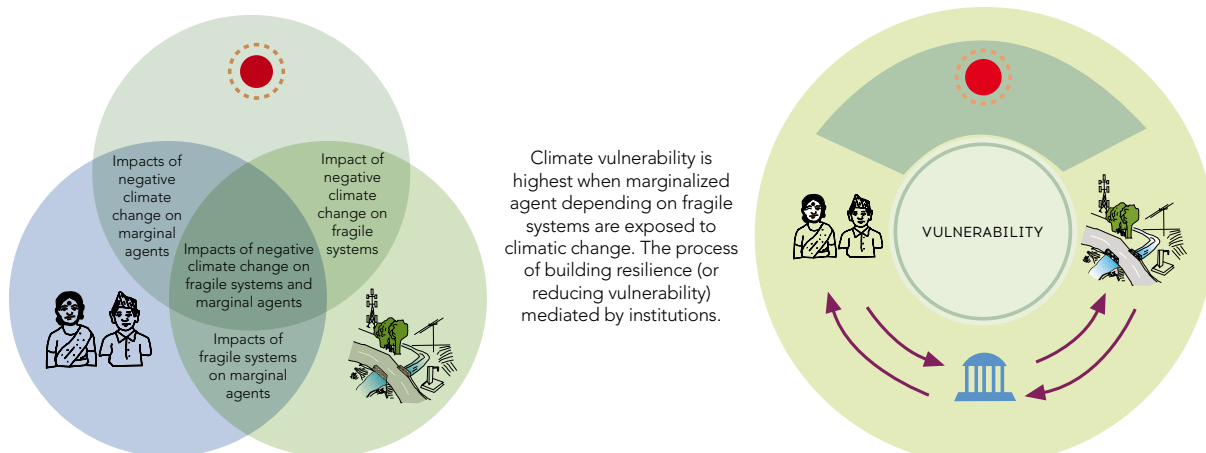 Impacts of
negative
climate
change on
marginal
agents
Impact of
negative
climate
change on
fragile
systems
Impacts of negative
climate change on
fragile systems and
marginal agents
Impacts of
fragile systems
on marginal
agents
Climate vulnerability is
highest when marginalized
agent depending on fragile
systems are exposed to
climatic change. The process
of building resilience (or
reducing vulnerability)
mediated by institutions.
VULNERABILITY